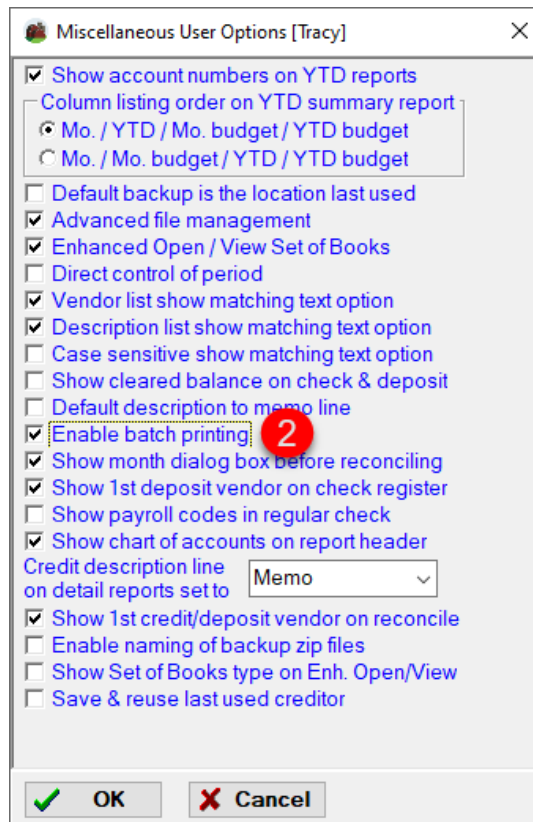 Miscellaneous User Options [Tracy]
Show account numbers on YTD reports
Column listing order on YTD summary report
Mo. / YTD / Mo. budget / YTD budget
Mo. / Mo. budget / YTD / YTD budget
Default backup is the location last used
Advanced file management
Enhanced Open / View Set of Books
Direct control of period
Vendor list show matching text option
Description list show matching text option
Case sensitive show matching text option
Show cleared balance on check & deposit
Default description to memo line
Enable batch printing 2
Show month dialog box before reconciling
Show 1st deposit vendor on check register
Show payroll codes in regular check
Show chart of accounts on report header
Credit description line
on detail reports set to Memo
Show 1st credit/deposit vendor on reconcile
Enable naming of backup zip files
Show Set of Books type on Enh. Open/View
Save & reuse last used creditor
OK Cancel